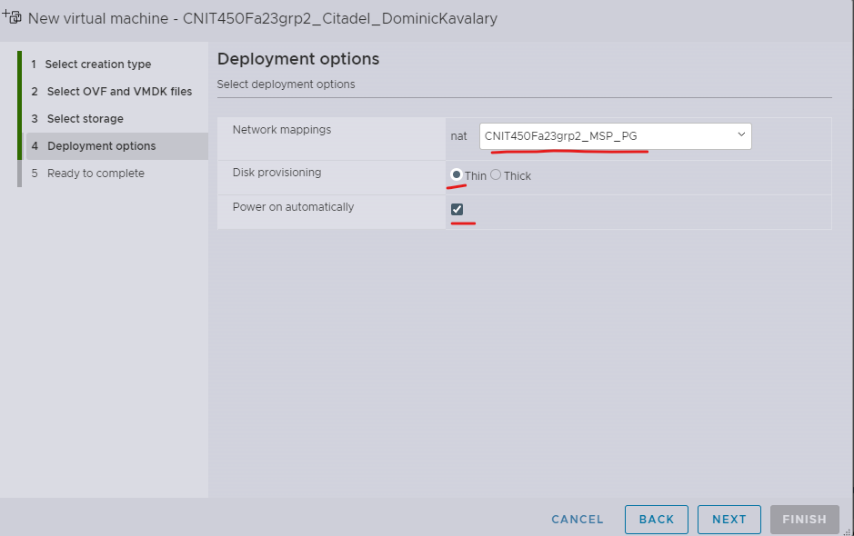 New virtual machine - CNIT450Fa23grp2_Citadel_DominicKavalary
1 Select creation type
2 Select OVF and VMDK files
3 Select storage
4 Deployment options
5 Ready to complete
Deployment options
Select deployment options
Network mappings
nat CNIT450Fa23grp2_MSP_PG
Disk provisioning
Thin Thick
Power on automatically
CANCEL BACK NEXT FINISH